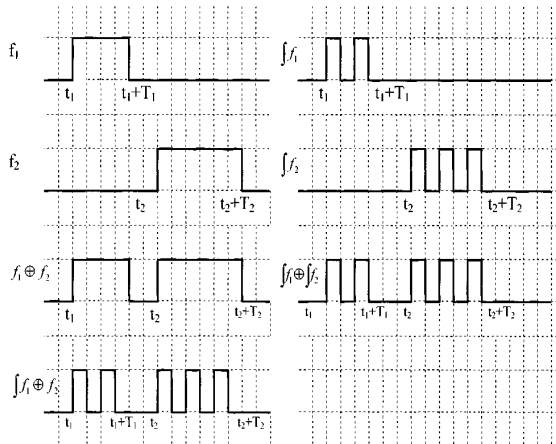 f₁
t₁ t₁+T₁
∫f₁
t₁ t₁+T₁
f₂
t₂ t₂+T₂
∫f₂
t₂ t₂+T₂
f₁ ⊕ f₂
t₁ t₂ t₂+T₂
∫f₁⊕∫f₂
t₁ t₁+T₁ t₂ t₂+T₂
∫f₁ ⊕ f₂
t₁ t₁+T₁ t₂ t₂+T₂